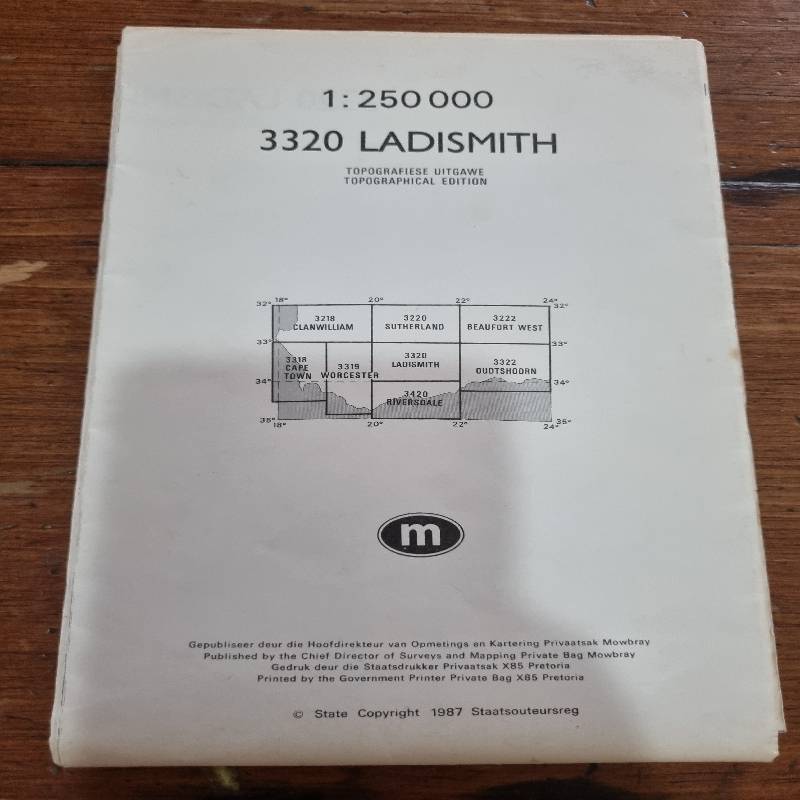 1:250 000
3320 LADISMITH
TOPOGRAFIESE UITGAWE
TOPOGRAPHICAL EDITION
18° 20° 22° 24°
32° 32°
3218 3220 3222
CLANWILLIAM SUTHERLAND BEAUFORT WEST
33° 33°
3318 CAPE TOWN
3319 WORCESTER
3320 LADISMITH
3322 OUDTSHOORN
34° 34°
3420 RIVERSDALE
35° 35°
18° 20° 22° 24°
m
Gepubliseer deur die Hoofdirekteur van Opmetings en Kartering Privaatsak Mowbray
Published by the Chief Director of Surveys and Mapping Private Bag Mowbray
Gedruk deur die Staatsdrukker Privaatsak X85 Pretoria
Printed by the Government Printer Private Bag X85 Pretoria
© State Copyright 1987 Staatsouteursreg